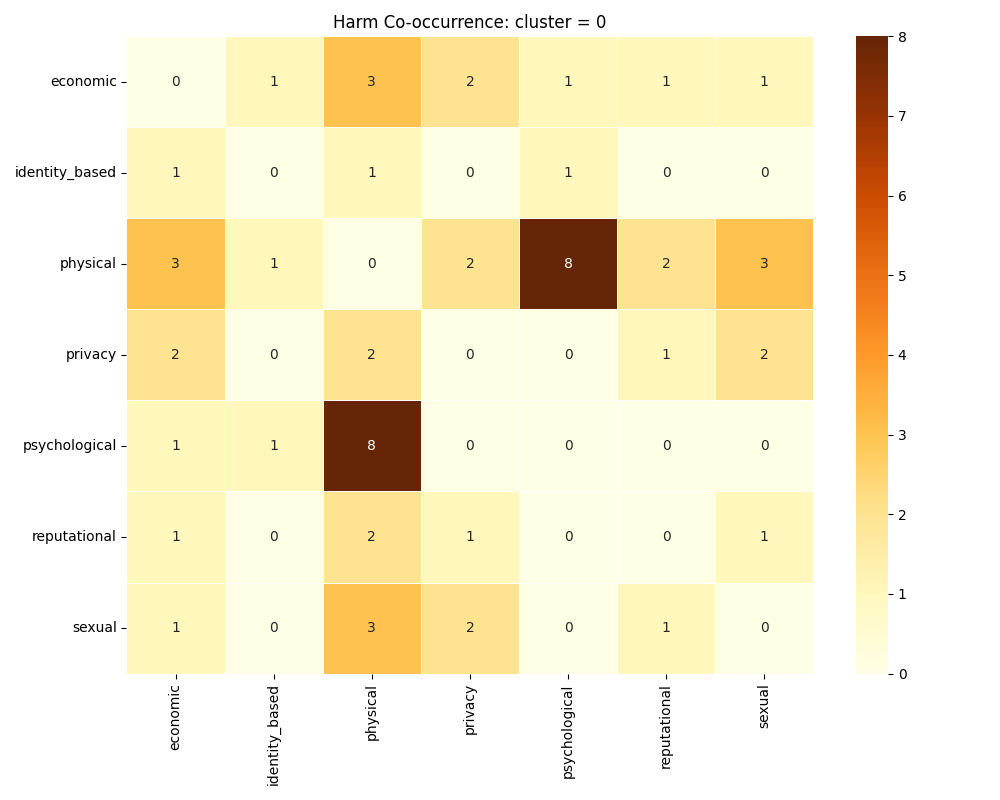 Harm Co-occurrence: cluster = 0
economic 0 1 3 2 1 1 1
identity_based 1 0 1 0 1 0 0
physical 3 1 0 2 8 2 3
privacy 2 0 2 0 0 1 2
psychological 1 1 8 0 0 0 0
reputational 1 0 2 1 0 0 1
sexual 1 0 3 2 0 1 0
economic
identity_based
physical
privacy
psychological
reputational
sexual
8
7
6
5
4
3
2
1
0